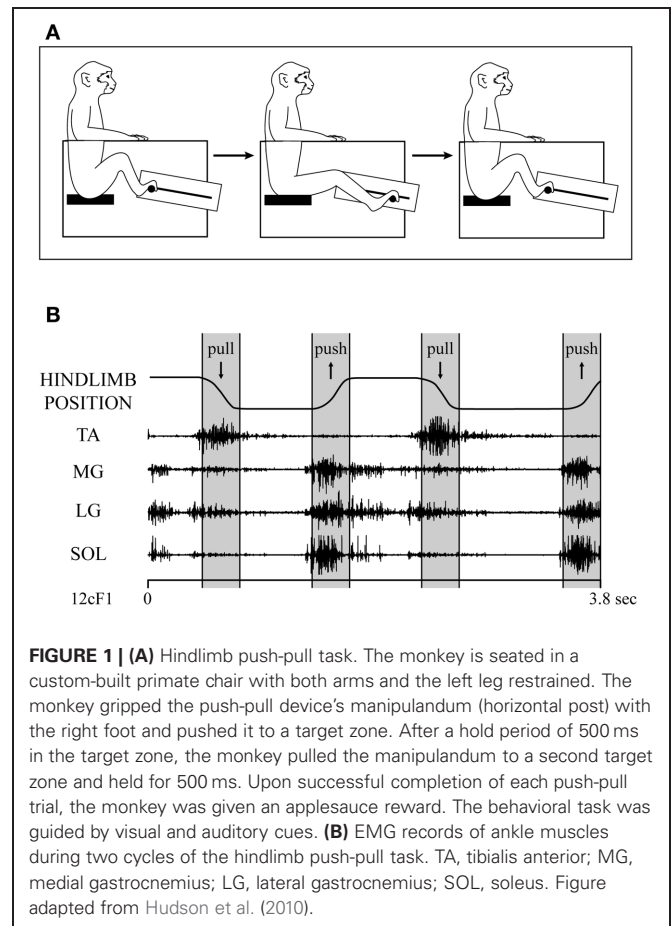 A
B
pull
push
pull
push
HINDLIMB
POSITION
TA
MG
LG
SOL
12cF1
0
3.8 sec
FIGURE 1 | (A) Hindlimb push-pull task. The monkey is seated in a
custom-built primate chair with both arms and the left leg restrained. The
monkey gripped the push-pull device's manipulandum (horizontal post) with
the right foot and pushed it to a target zone. After a hold period of 500 ms
in the target zone, the monkey pulled the manipulandum to a second target
zone and held for 500 ms. Upon successful completion of each push-pull
trial, the monkey was given an applesauce reward. The behavioral task was
guided by visual and auditory cues. (B) EMG records of ankle muscles
during two cycles of the hindlimb push-pull task. TA, tibialis anterior; MG,
medial gastrocnemius; LG, lateral gastrocnemius; SOL, soleus. Figure
adapted from Hudson et al. (2010).